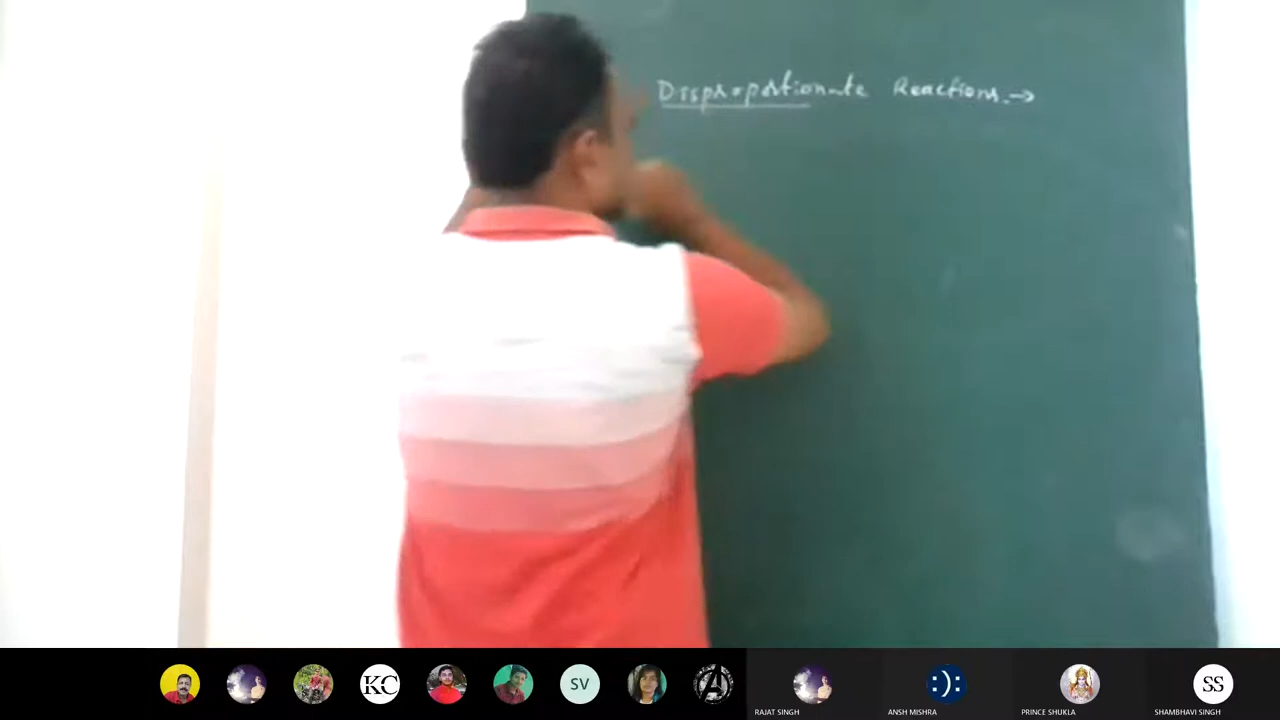 Disproportionate Reactions. →
KC
SV
A
:):
SS
RAJAT SINGH
ANSH MISHRA
PRINCE SHUKLA
SHAMBHAVI SINGH